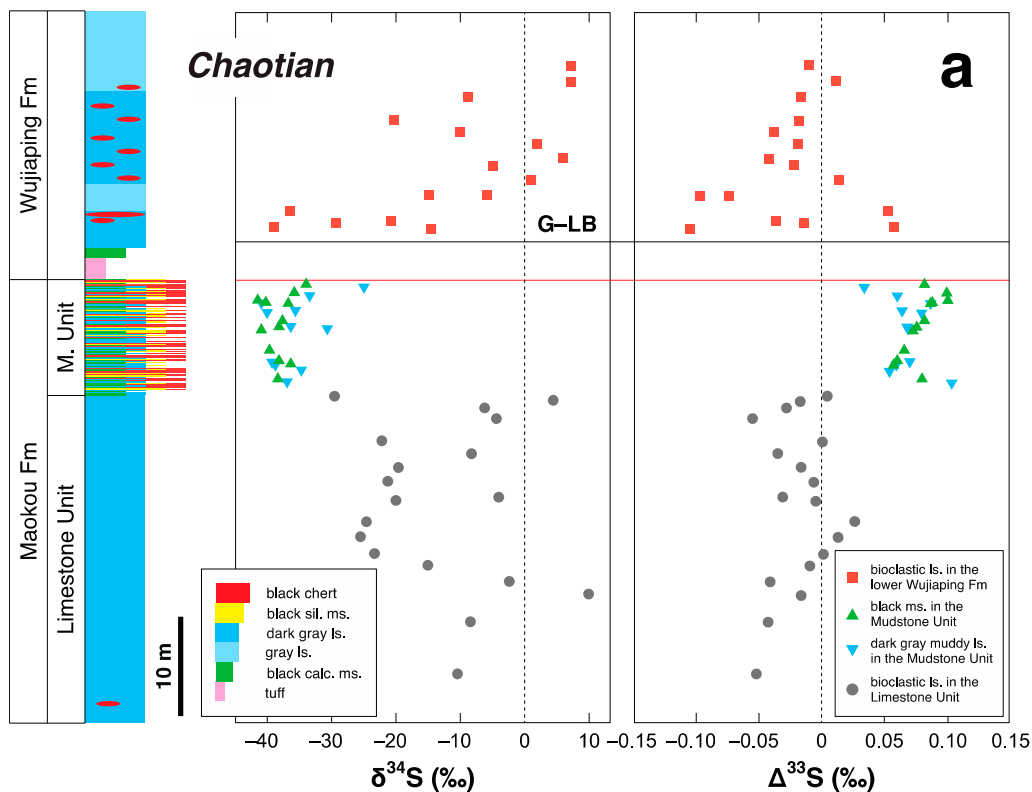 Chaotian
a
Wujiaping Fm
G–LB
M. Unit
Maokou Fm
Limestone Unit
black chert
black sil. ms.
dark gray ls.
gray ls.
black calc. ms.
tuff
10 m
bioclastic ls. in the
lower Wujiaping Fm
black ms. in the
Mudstone Unit
dark gray muddy ls.
in the Mudstone Unit
bioclastic ls. in the
Limestone Unit
–40 –30 –20 –10 0 10
–0.15 –0.10 –0.05 0 0.05 0.10 0.15
δ³⁴S (‰)
Δ³³S (‰)